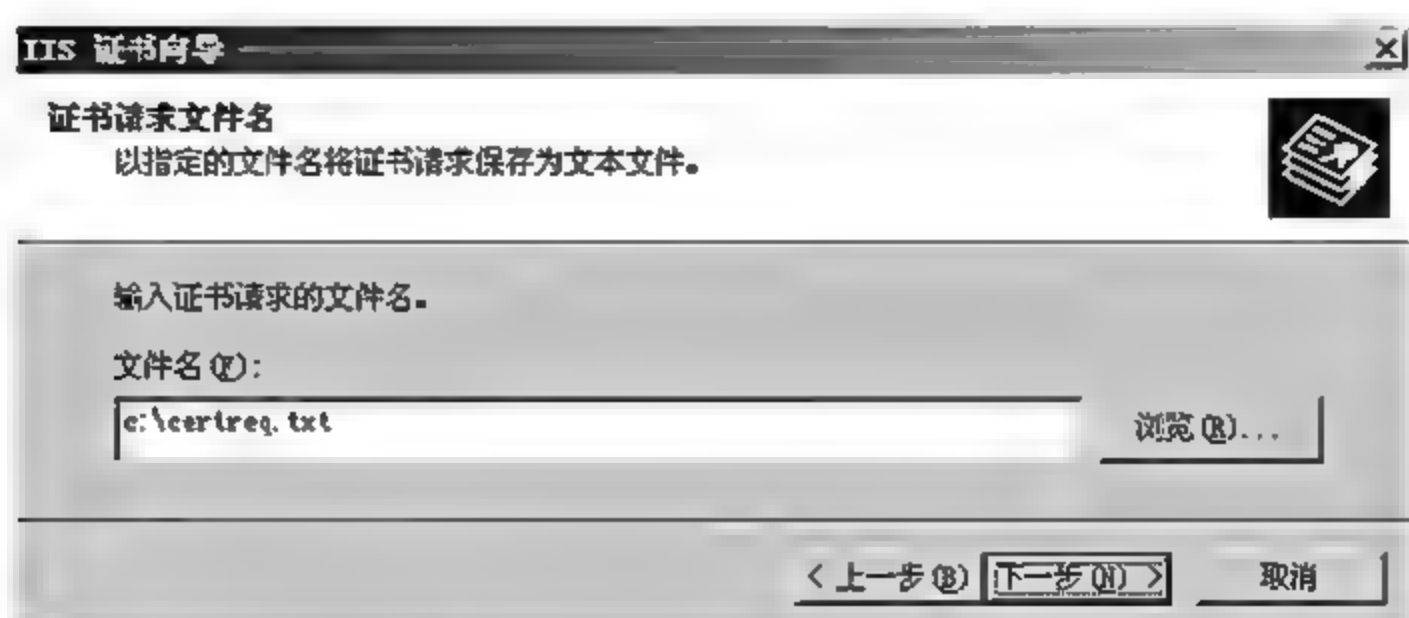 IIS 证书向导
证书请求文件名
以指定的文件名将证书请求保存为文本文件。
输入证书请求的文件名。
文件名(F):
c:\certreq.txt
浏览(R)...
< 上一步(B) 下一步(N) > 取消